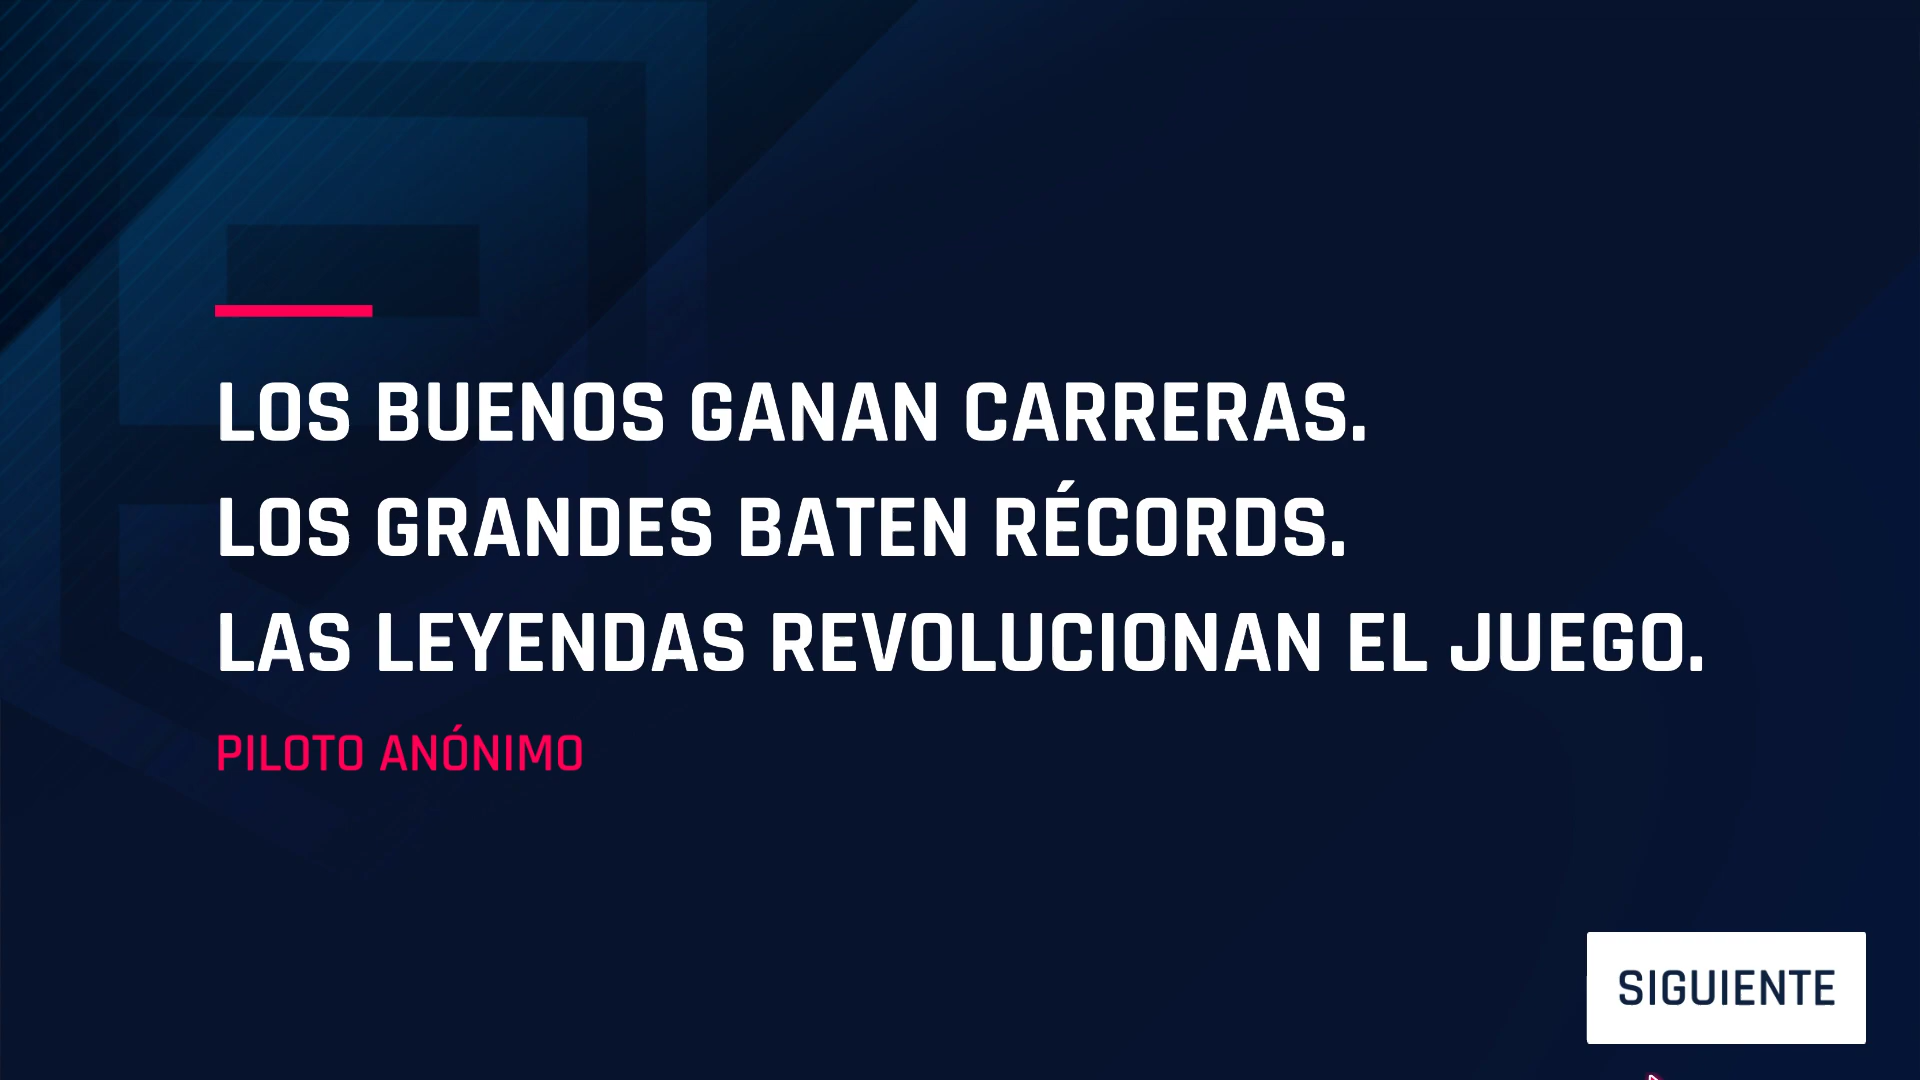 LOS BUENOS GANAN CARRERAS.
LOS GRANDES BATEN RÉCORDS.
LAS LEYENDAS REVOLUCIONAN EL JUEGO.
PILOTO ANÓNIMO
SIGUIENTE